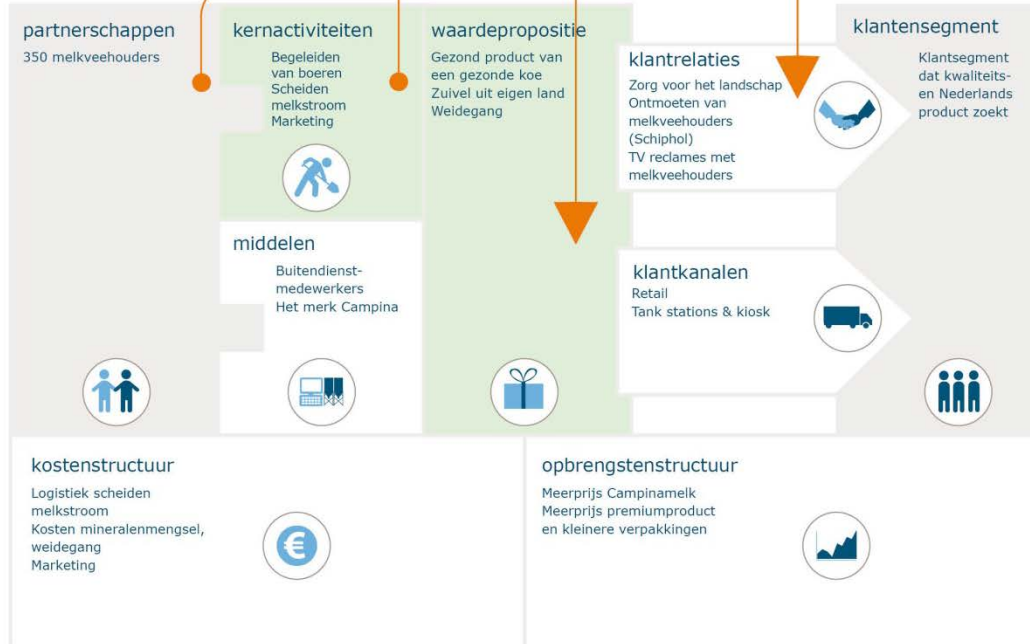 partnerschappen
350 melkveehouders
kernactiviteiten
Begeleiden
van boeren
Scheiden
melkstroom
Marketing
middelen
Buitendienst-
medewerkers
Het merk Campina
waardepropositie
Gezond product van
een gezonde koe
Zuivel uit eigen land
Weidegang
klantrelaties
Zorg voor het landschap
Ontmoeten van
melkveehouders
(Schiphol)
TV reclames met
melkveehouders
klantkanalen
Retail
Tank stations & kiosk
klantensegment
Klantsegment
dat kwaliteits-
en Nederlands
product zoekt
kostenstructuur
Logistiek scheiden
melkstroom
Kosten mineralenmengsel,
weidegang
Marketing
€
opbrengstenstructuur
Meerprijs Campinamelk
Meerprijs premiumproduct
en kleinere verpakkingen